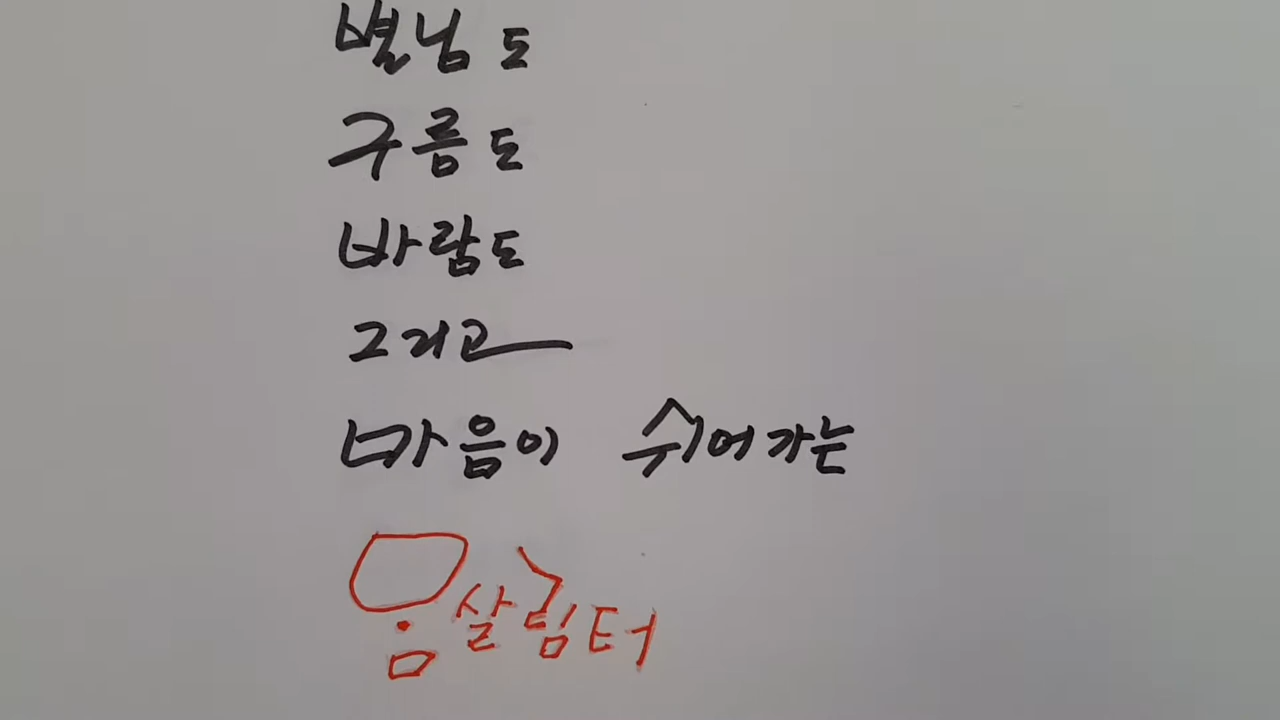 별님도
구름도
바람도
그리고
마음이 쉬어가는
몸살림터